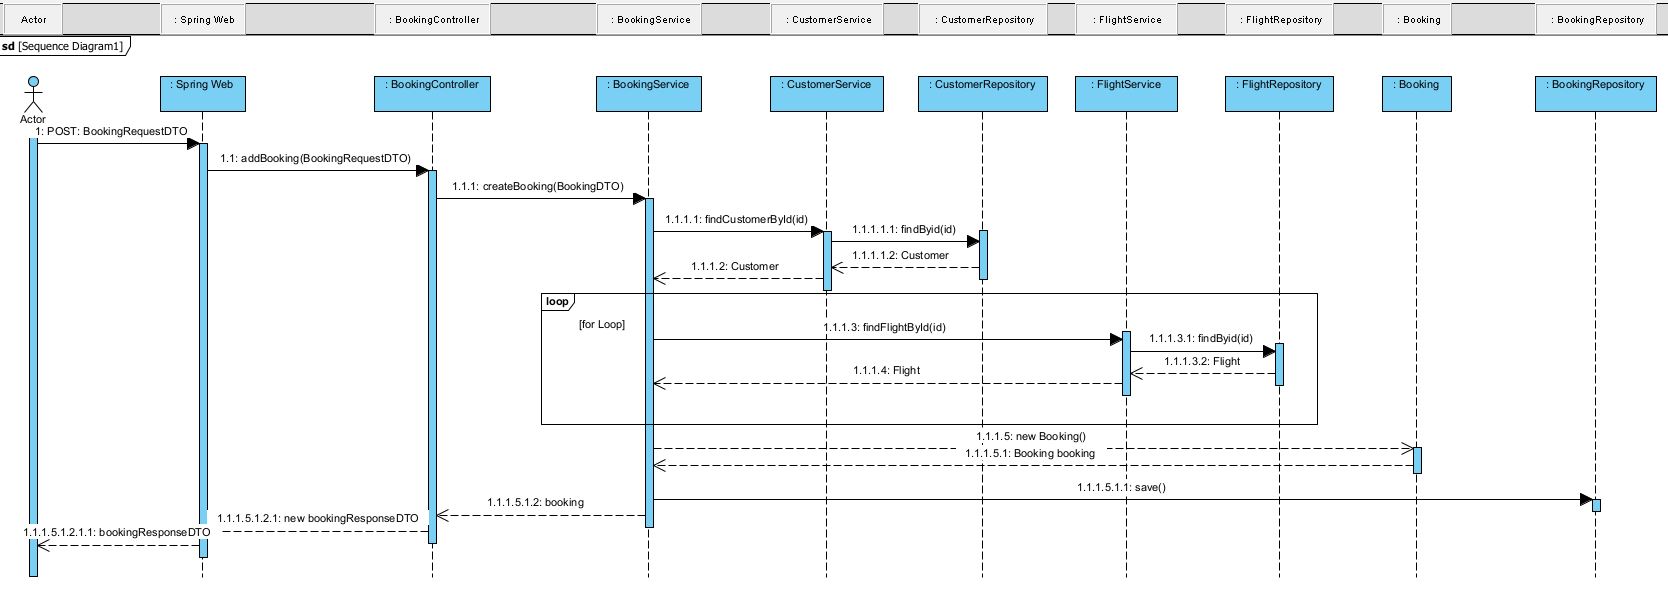 Actor : Spring Web : BookingController : BookingService : CustomerService : CustomerRepository : FlightService : FlightRepository : Booking : BookingRepository
sd [Sequence Diagram1]
: Spring Web : BookingController : BookingService : CustomerService : CustomerRepository : FlightService : FlightRepository : Booking : BookingRepository
Actor
1: POST: BookingRequestDTO
1.1: addBooking(BookingRequestDTO)
1.1.1: createBooking(BookingDTO)
1.1.1.1: findCustomerById(id)
1.1.1.1.1: findByid(id)
1.1.1.1.2: Customer
1.1.1.2: Customer
loop
[for Loop]
1.1.1.3: findFlightById(id)
1.1.1.3.1: findByid(id)
1.1.1.3.2: Flight
1.1.1.4: Flight
1.1.1.5: new Booking()
1.1.1.5.1: Booking booking
1.1.1.5.1.1: save()
1.1.1.5.1.2: booking
1.1.1.5.1.2.1: new bookingResponseDTO
1.1.1.5.1.2.1.1: bookingResponseDTO